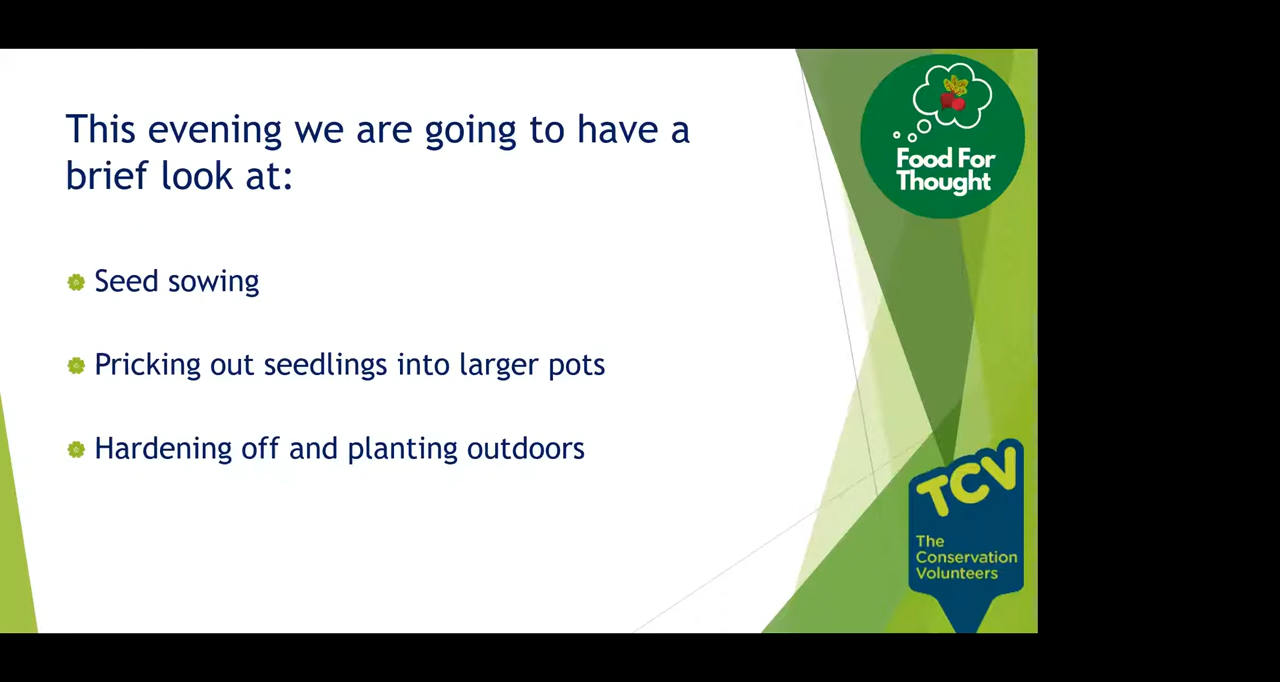 This evening we are going to have a
brief look at:
Seed sowing
Pricking out seedlings into larger pots
Hardening off and planting outdoors
Food For
Thought
TCV
The
Conservation
Volunteers